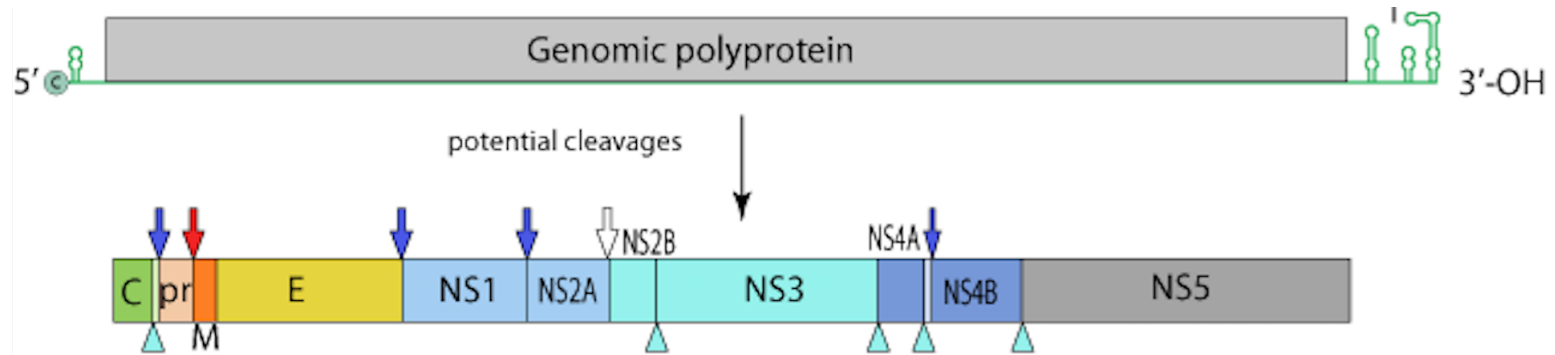 Genomic polyprotein
5′ C
3′-OH
potential cleavages
NS2B
NS4A
C pr E NS1 NS2A NS3 NS4B NS5
M